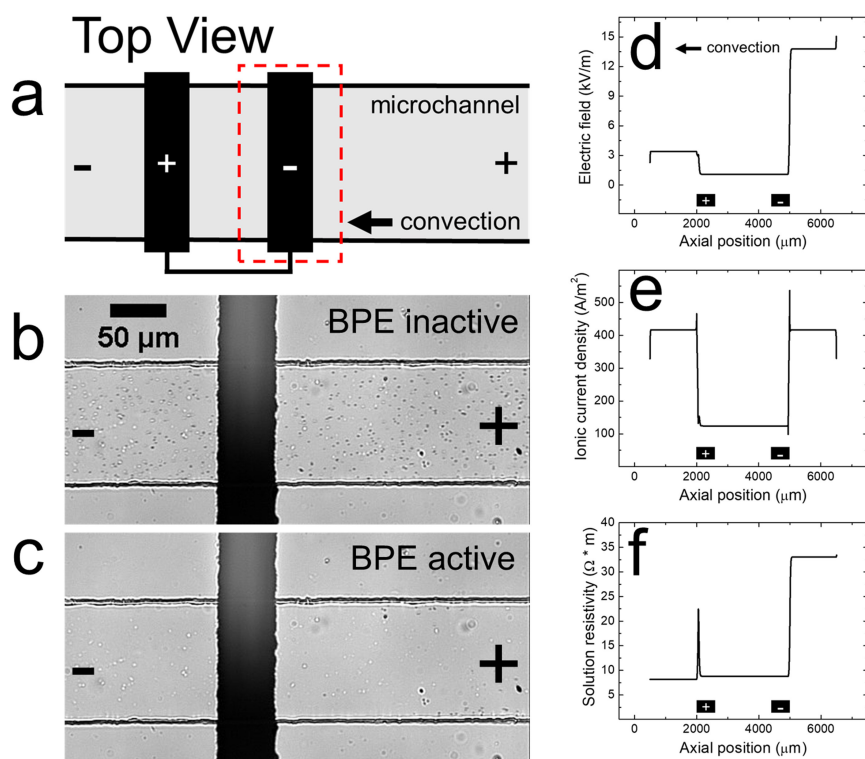 Top View
a
microchannel
- + - +
convection
b
BPE inactive
50 μm
- +
c
BPE active
- +
d
convection
Electric field (kV/m)
15
12
9
6
3
0
+ -
0 2000 4000 6000
Axial position (μm)
e
Ionic current density (A/m²)
500
400
300
200
100
+ -
0 2000 4000 6000
Axial position (μm)
f
Solution resistivity (Ω * m)
40
35
30
25
20
15
10
5
+ -
0 2000 4000 6000
Axial position (μm)